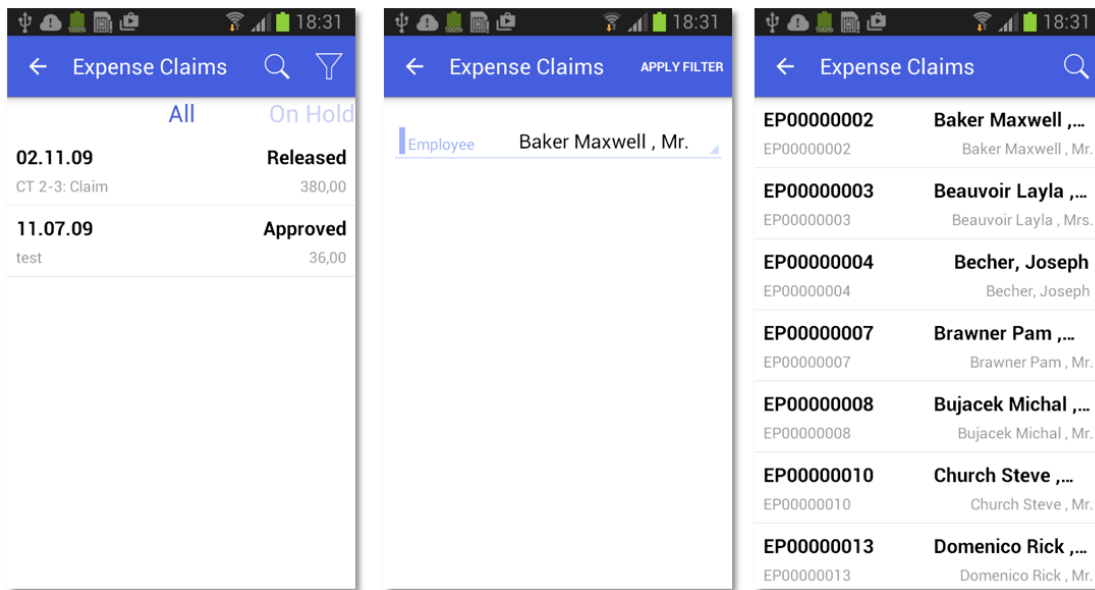 18:31
Expense Claims
All On Hold
02.11.09 Released
CT 2-3: Claim 380,00
11.07.09 Approved
test 36,00
18:31
Expense Claims APPLY FILTER
Employee Baker Maxwell , Mr.
18:31
Expense Claims
EP00000002 Baker Maxwell ,...
EP00000002 Baker Maxwell , Mr.
EP00000003 Beauvoir Layla ,...
EP00000003 Beauvoir Layla , Mrs.
EP00000004 Becher, Joseph
EP00000004 Becher, Joseph
EP00000007 Brawner Pam ,...
EP00000007 Brawner Pam , Mr.
EP00000008 Bujacek Michal ,...
EP00000008 Bujacek Michal , Mr.
EP00000010 Church Steve ,...
EP00000010 Church Steve , Mr.
EP00000013 Domenico Rick ,...
EP00000013 Domenico Rick , Mr.